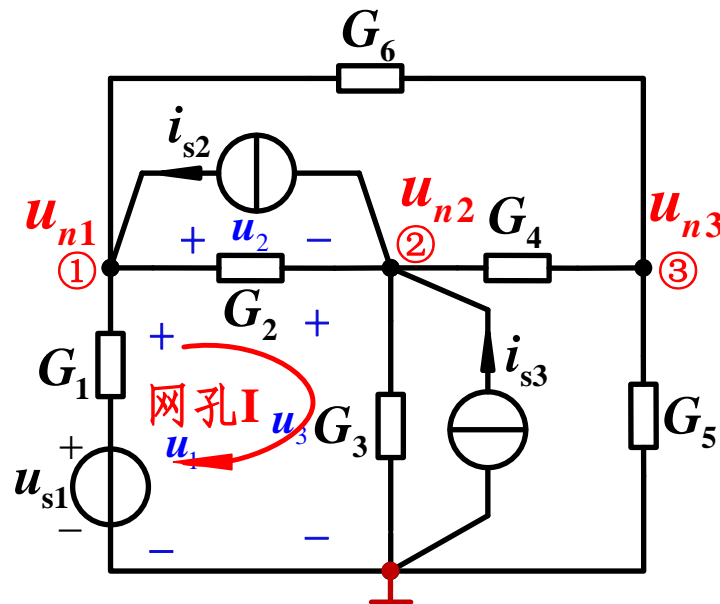 G6
is2
un1
un2
G4
un3
+ u2 −
①
②
③
G2
+
+
G1
网孔I
is3
u1
u3
G3
G5
+
us1
−
−
−